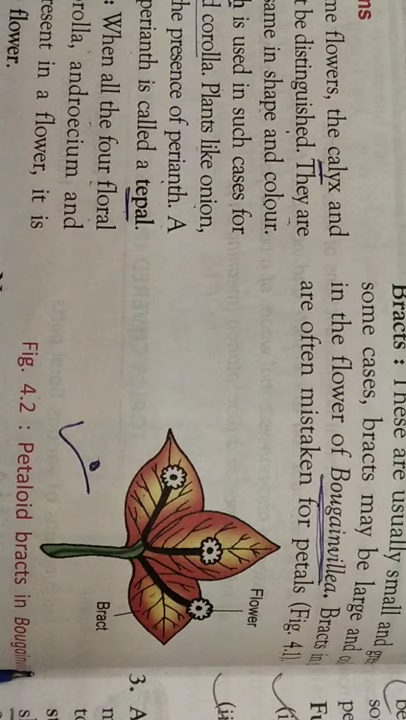 ns
me flowers, the calyx and
t be distinguished. They are
same in shape and colour.
h is used in such cases for
d corolla. Plants like onion,
he presence of perianth. A
perianth is called a tepal.
: When all the four floral
rolla, androecium and
resent in a flower, it is
flower.
Bracts : These are usually small and
some cases, bracts may be large and
in the flower of Bougainvillea. Bracts in
are often mistaken for petals (Fig. 4.1).
Flower
Bract
Fig. 4.2 : Petaloid bracts in Bougain
3. A